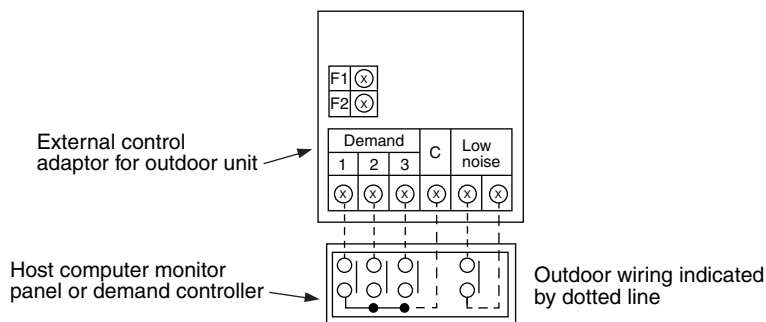 F1 X
F2 X
External control
adaptor for outdoor unit
Demand
1 2 3
C
Low
noise
X X X X X X
Host computer monitor
panel or demand controller
Outdoor wiring indicated
by dotted line